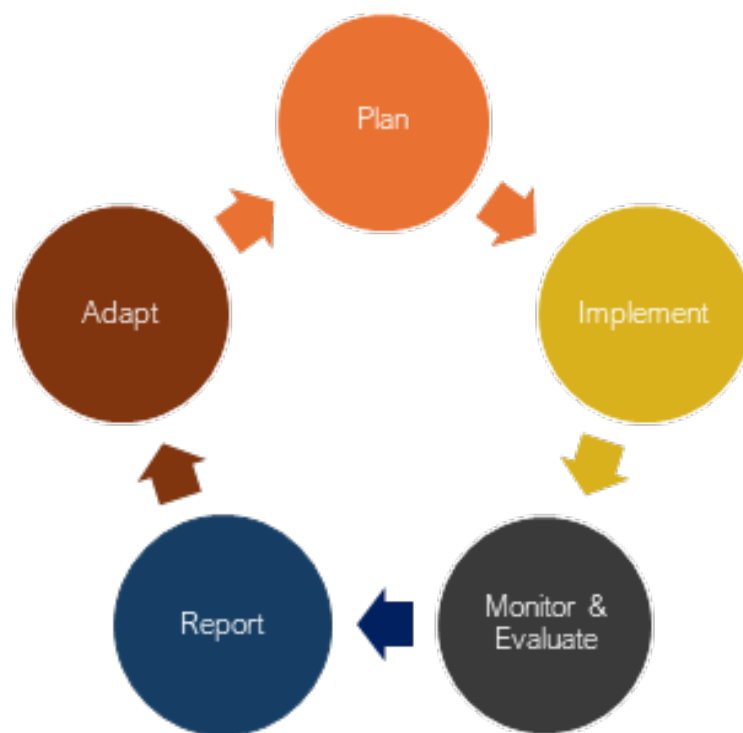 Plan
Implement
Monitor &
Evaluate
Report
Adapt